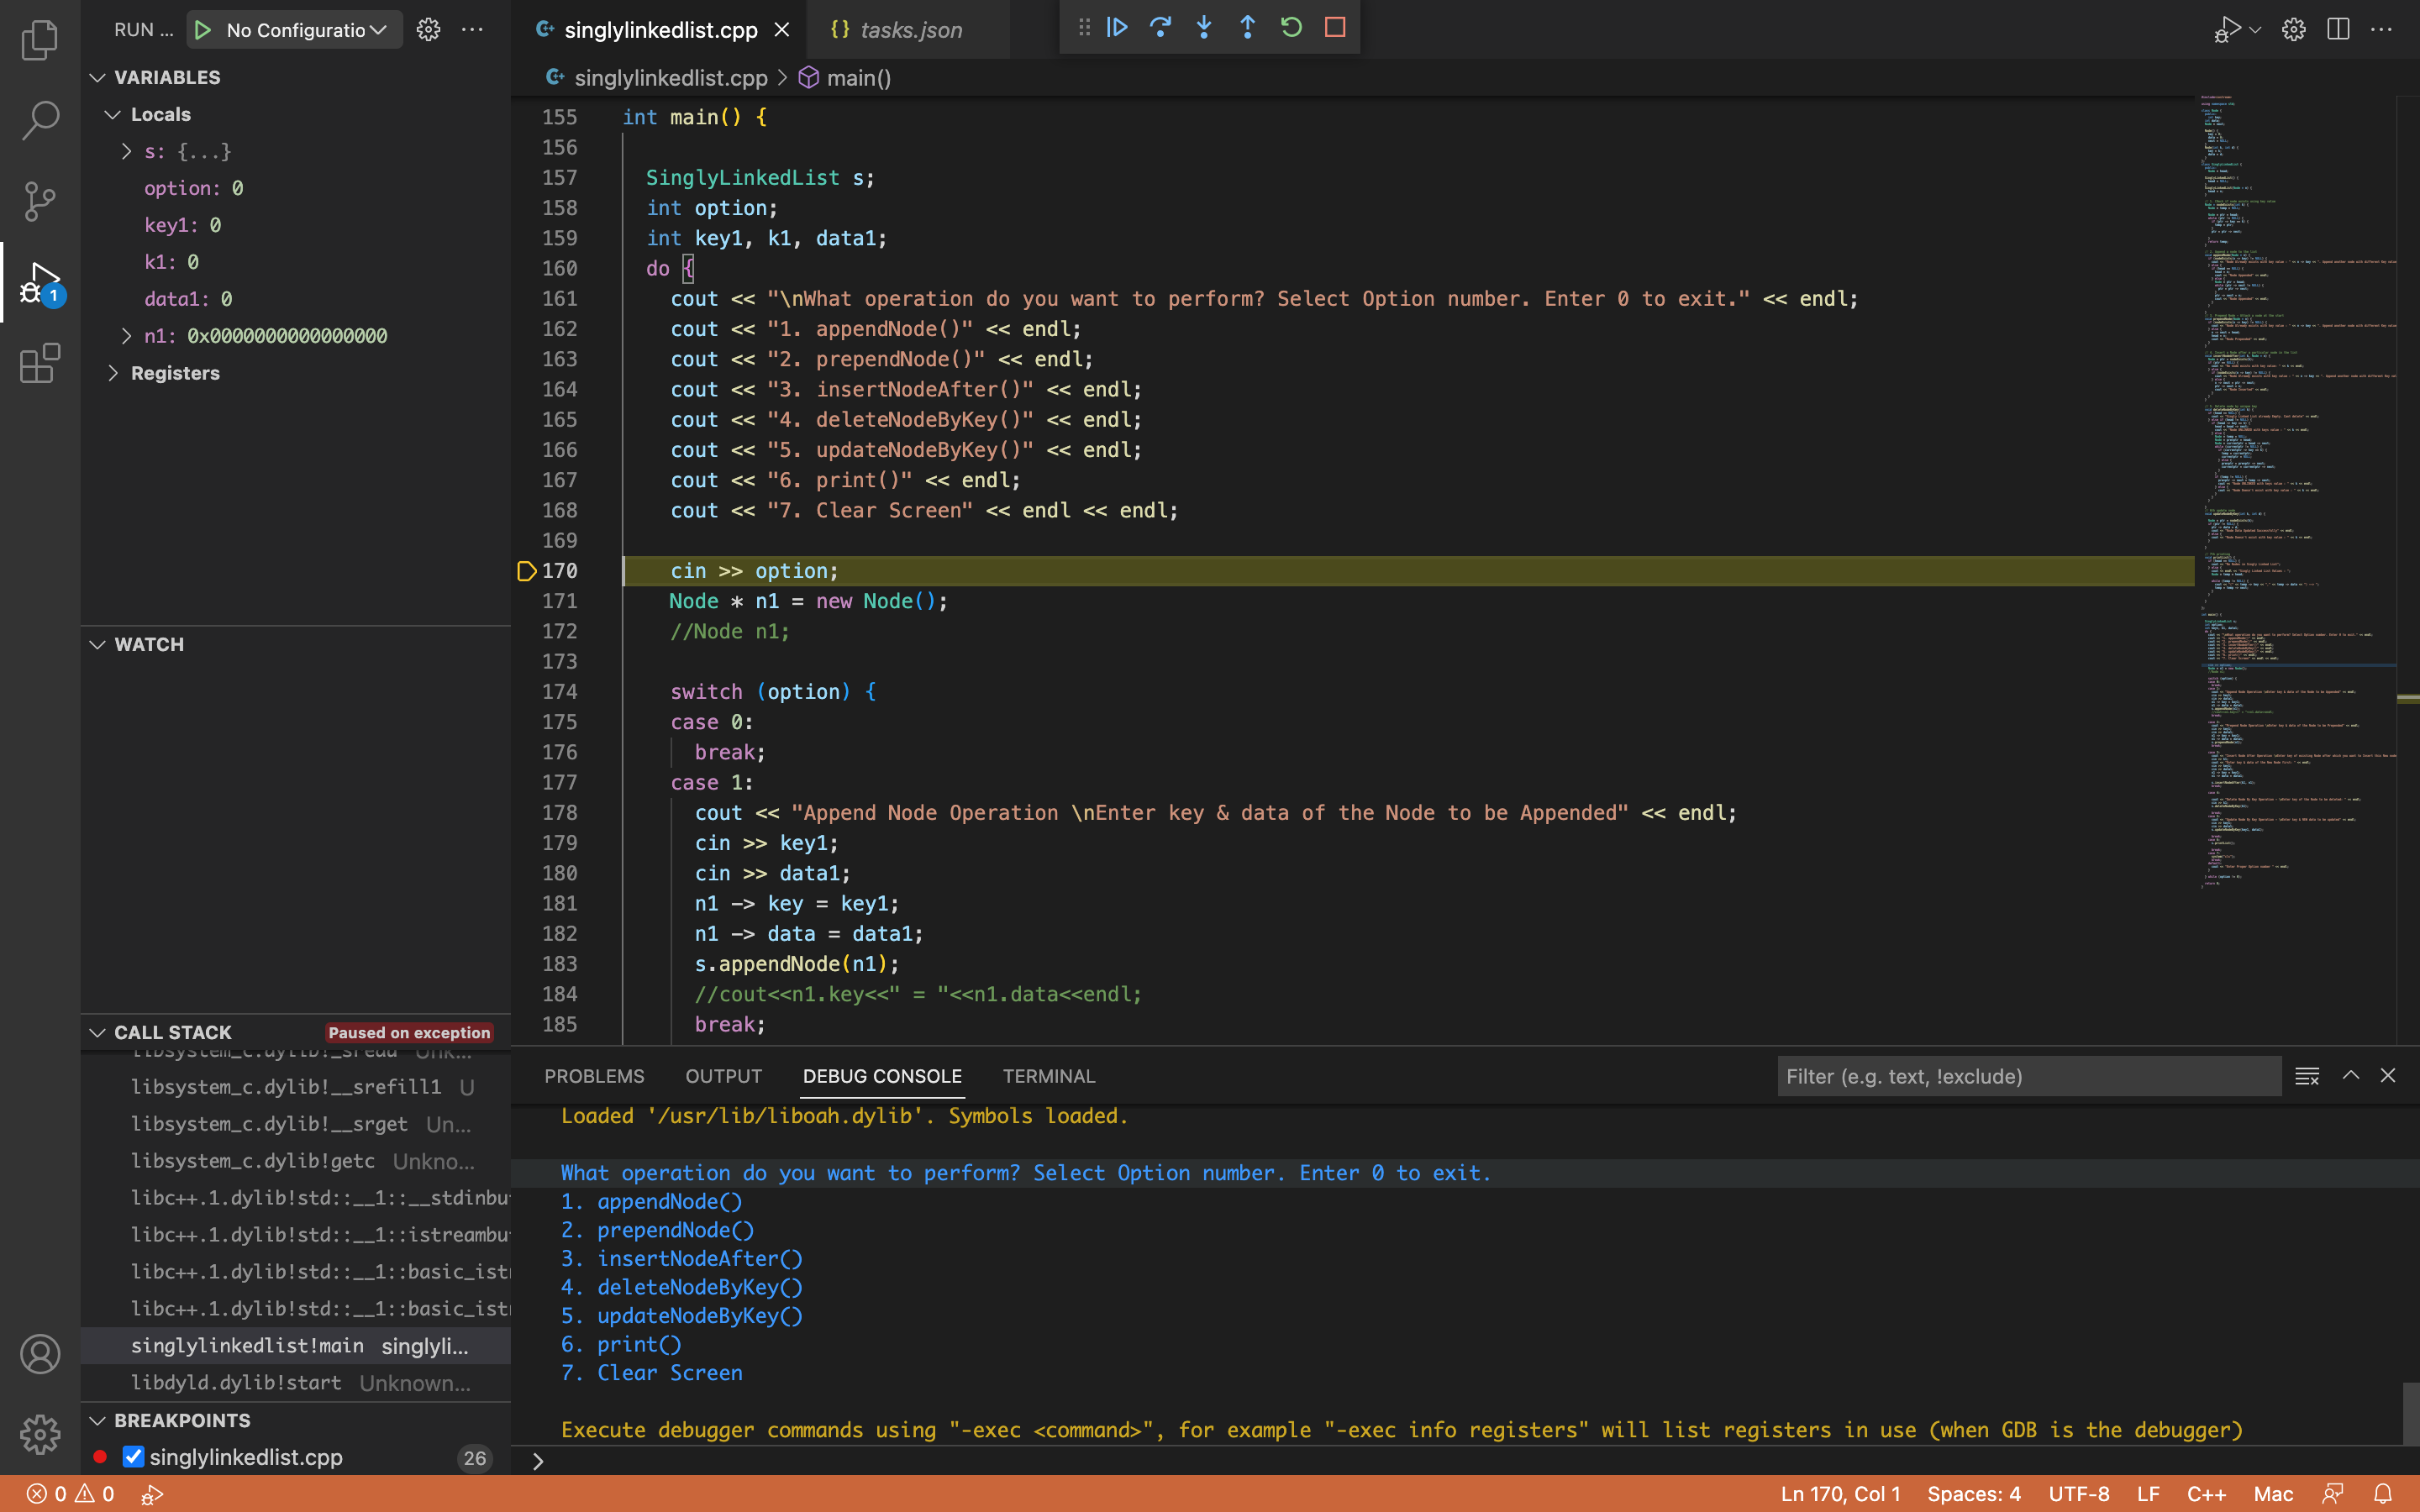 RUN ...
No Configuratio
singlylinkedlist.cpp
{} tasks.json
singlylinkedlist.cpp > main()
VARIABLES
Locals
s: {...}
option: 0
key1: 0
k1: 0
data1: 0
n1: 0x0000000000000000
Registers
1
WATCH
CALL STACK
Paused on exception
libsystem_c.dylib!__srefill1 U
libsystem_c.dylib!__srget Un...
libsystem_c.dylib!getc Unkno...
libc++.1.dylib!std::__1::__stdinbu
libc++.1.dylib!std::__1::istreambu
libc++.1.dylib!std::__1::basic_ist
libc++.1.dylib!std::__1::basic_ist
singlylinkedlist!main singlyli...
libdyld.dylib!start Unknown...
BREAKPOINTS
singlylinkedlist.cpp 26
155 int main() {
156
157 SinglyLinkedList s;
158 int option;
159 int key1, k1, data1;
160 do {
161 cout << "\nWhat operation do you want to perform? Select Option number. Enter 0 to exit." << endl;
162 cout << "1. appendNode()" << endl;
163 cout << "2. prependNode()" << endl;
164 cout << "3. insertNodeAfter()" << endl;
165 cout << "4. deleteNodeByKey()" << endl;
166 cout << "5. updateNodeByKey()" << endl;
167 cout << "6. print()" << endl;
168 cout << "7. Clear Screen" << endl << endl;
169
170 cin >> option;
171 Node * n1 = new Node();
172 //Node n1;
173
174 switch (option) {
175 case 0:
176 break;
177 case 1:
178 cout << "Append Node Operation \nEnter key & data of the Node to be Appended" << endl;
179 cin >> key1;
180 cin >> data1;
181 n1 -> key = key1;
182 n1 -> data = data1;
183 s.appendNode(n1);
184 //cout<<n1.key<<" = "<<n1.data<<endl;
185 break;
PROBLEMS OUTPUT DEBUG CONSOLE TERMINAL
Filter (e.g. text, !exclude)
Loaded '/usr/lib/liboah.dylib'. Symbols loaded.
What operation do you want to perform? Select Option number. Enter 0 to exit.
1. appendNode()
2. prependNode()
3. insertNodeAfter()
4. deleteNodeByKey()
5. updateNodeByKey()
6. print()
7. Clear Screen
Execute debugger commands using "-exec <command>", for example "-exec info registers" will list registers in use (when GDB is the debugger)
>
0 0
Ln 170, Col 1 Spaces: 4 UTF-8 LF C++ Mac